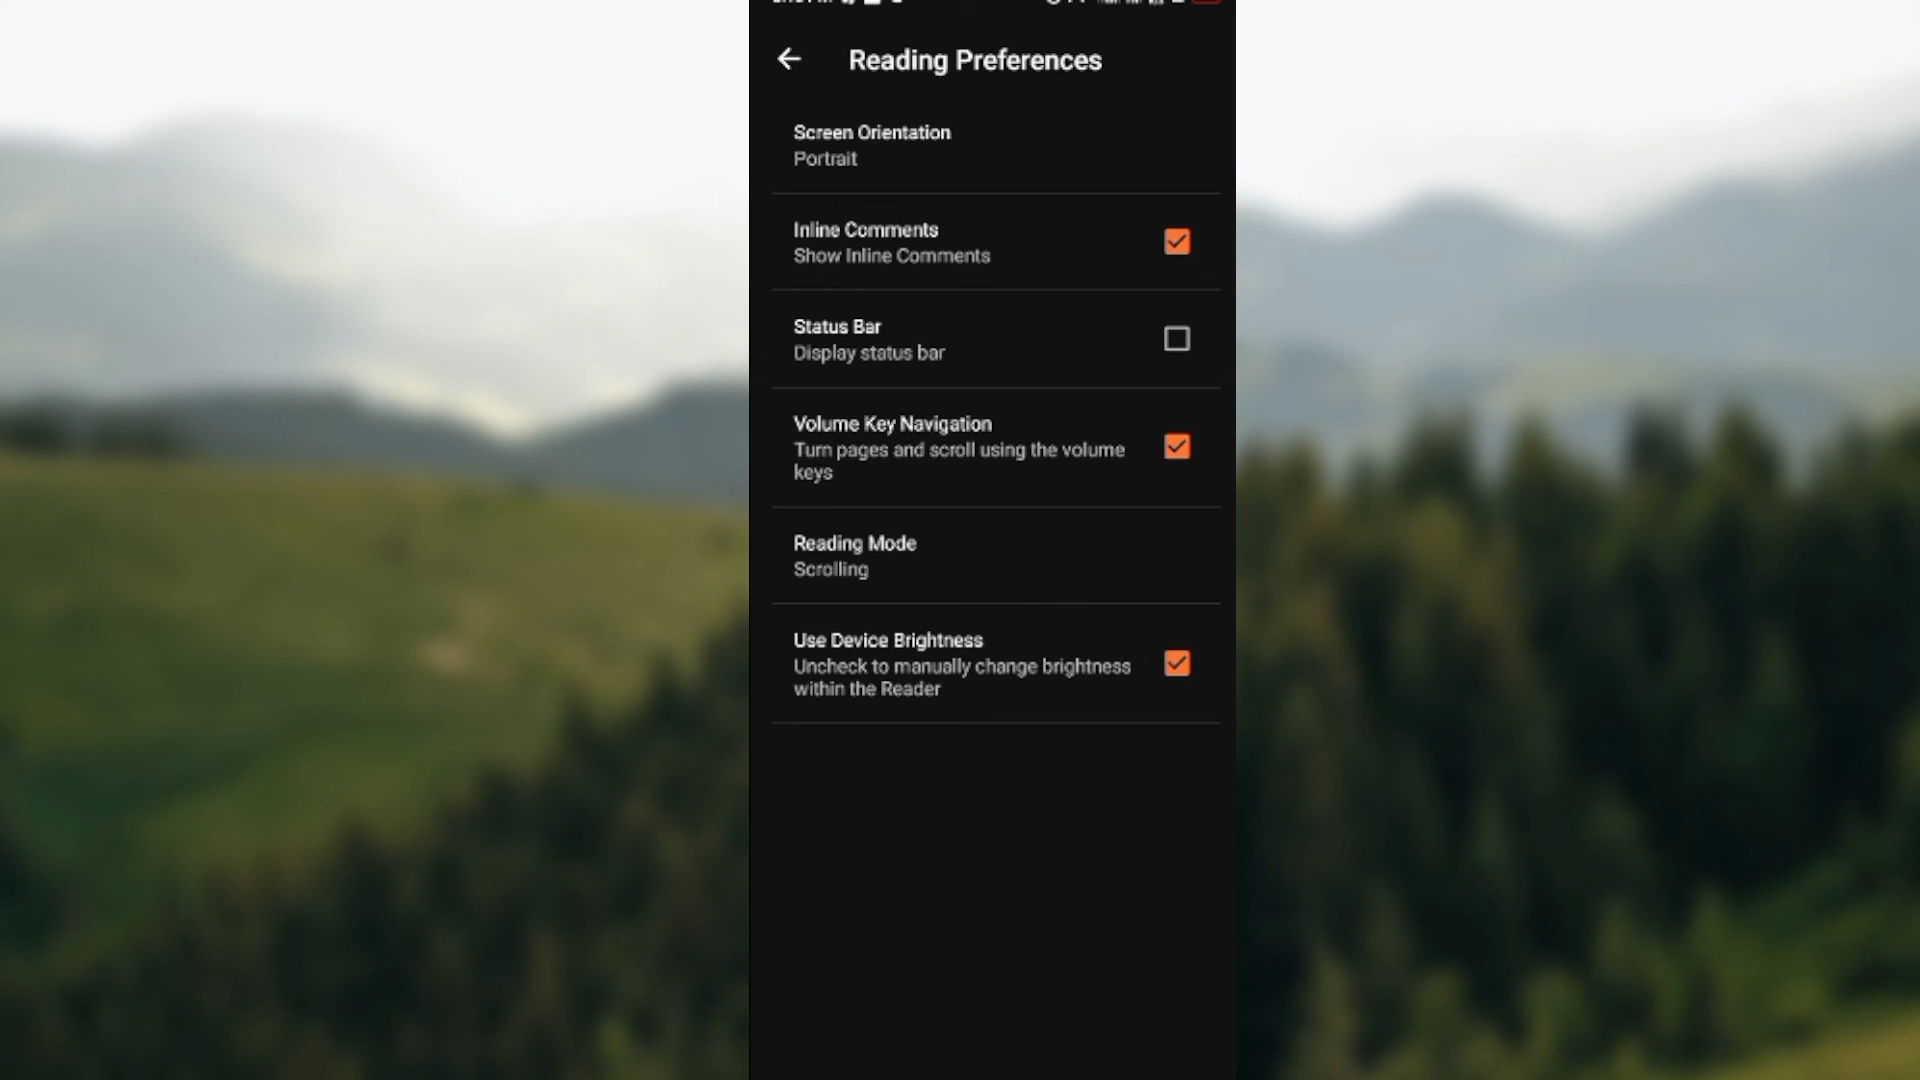 Reading Preferences
Screen Orientation
Portrait
Inline Comments
Show Inline Comments
Status Bar
Display status bar
Volume Key Navigation
Turn pages and scroll using the volume
keys
Reading Mode
Scrolling
Use Device Brightness
Uncheck to manually change brightness
within the Reader